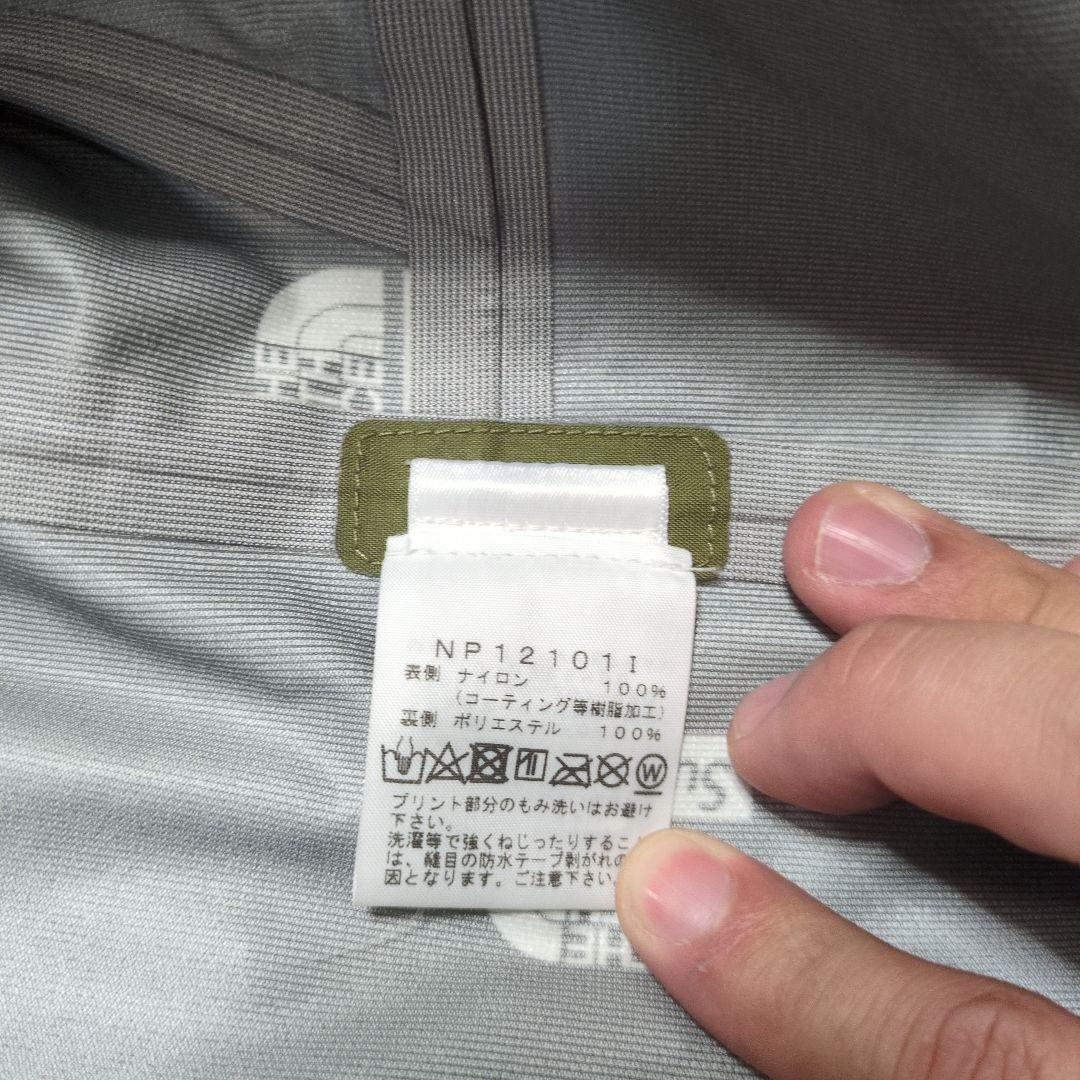 NP12101I
表側 ナイロン 100%
(コーティング等樹脂加工)
裏側 ポリエステル 100%
W
プリント部分のもみ洗いはお避け
下さい。
洗濯等で強くねじったりするこ
は、縫目の防水テープ剥がれの
因となります。ご注意下さい。
THE